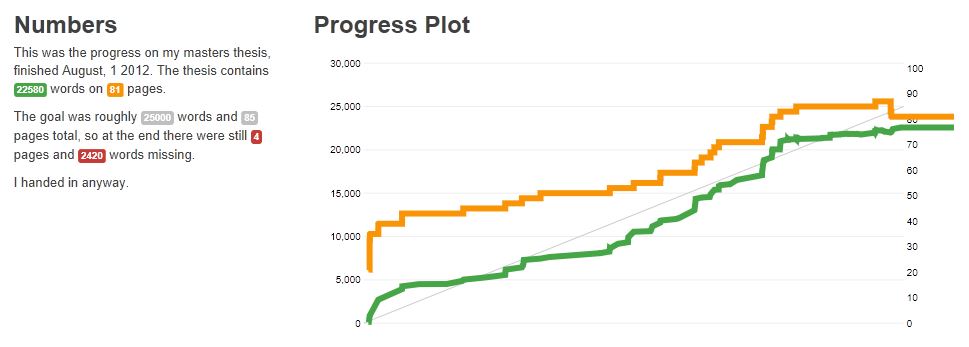 Numbers
This was the progress on my masters thesis,
finished August, 1 2012. The thesis contains
22580 words on 81 pages.
The goal was roughly 25000 words and 85
pages total, so at the end there were still 4
pages and 2420 words missing.
I handed in anyway.
Progress Plot
30,000
25,000
20,000
15,000
10,000
5,000
0
100
90
80
70
60
50
40
30
20
10
0